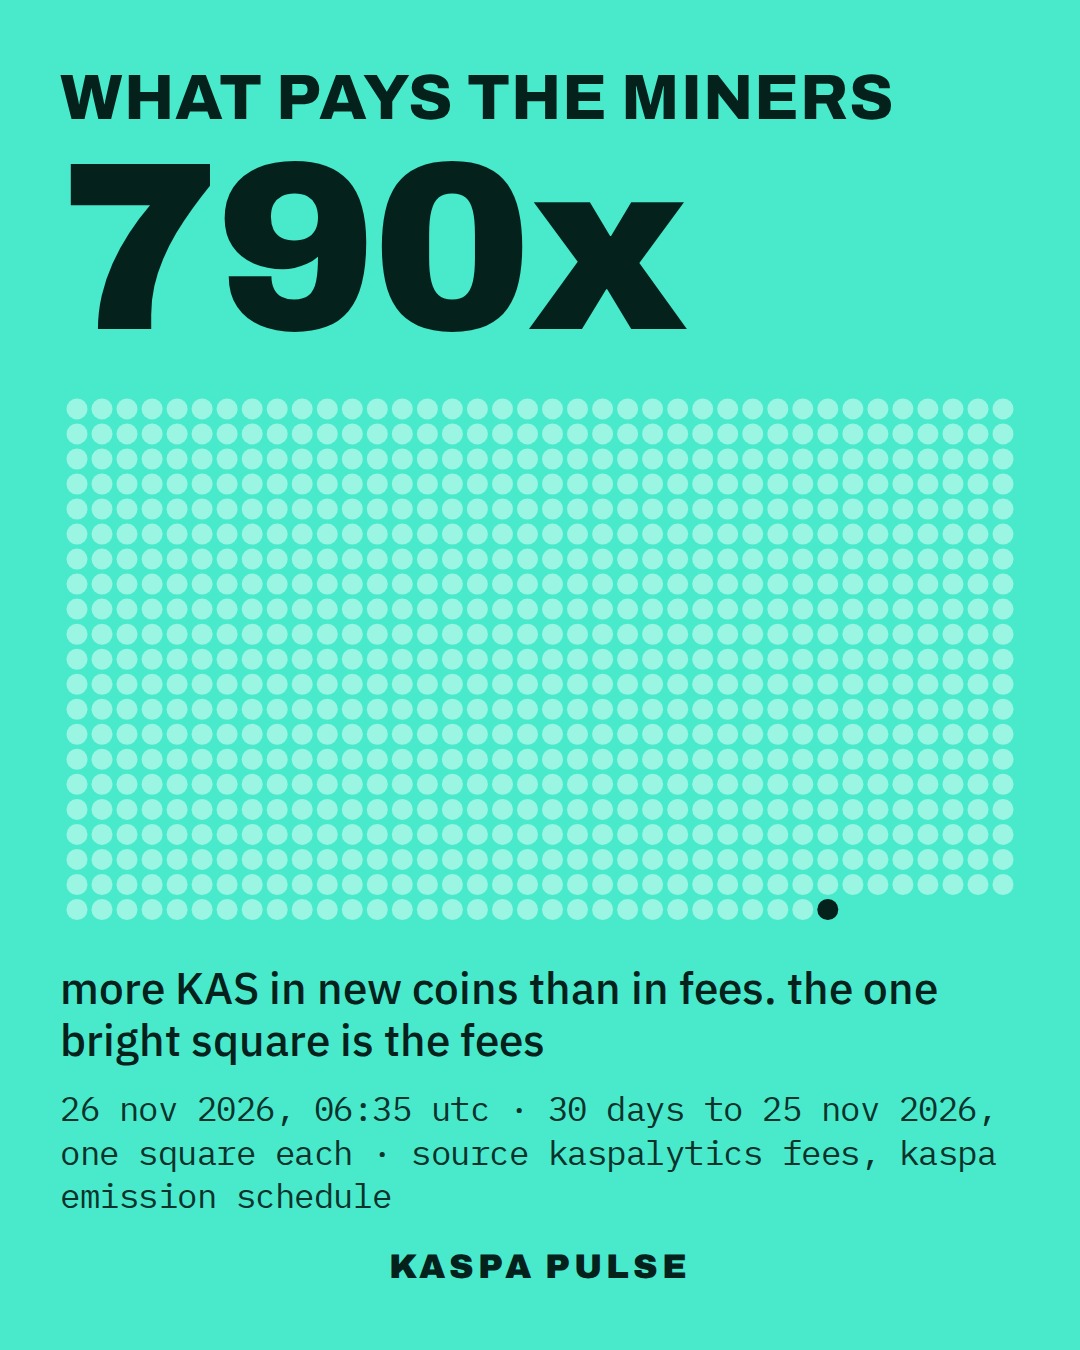 WHAT PAYS THE MINERS
790x
more KAS in new coins than in fees. the one
bright square is the fees
26 nov 2026, 06:35 utc · 30 days to 25 nov 2026,
one square each · source kaspalytics fees, kaspa
emission schedule
KASPA PULSE